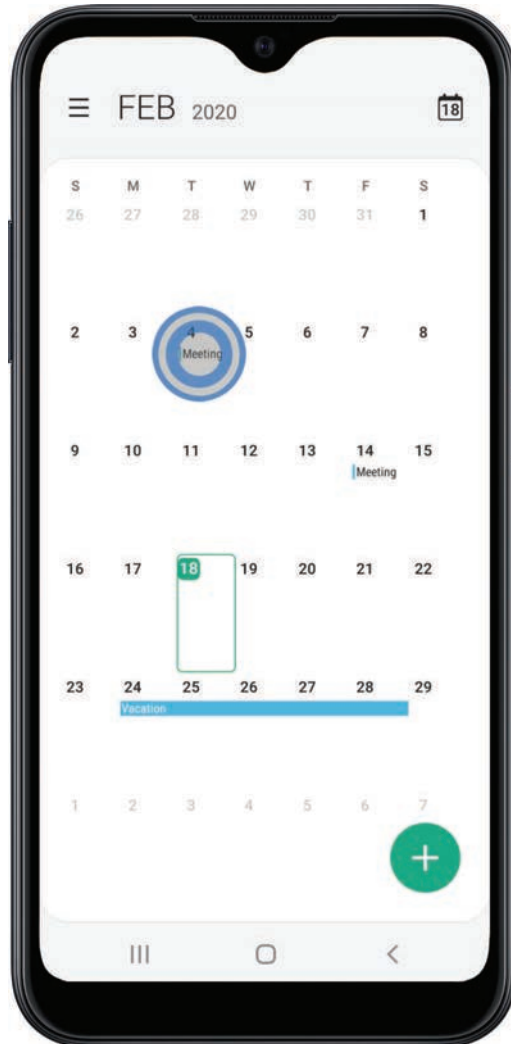 FEB 2020 18
S M T W T F S
26 27 28 29 30 31 1
2 3 4 5 6 7 8
Meeting
9 10 11 12 13 14 15
Meeting
16 17 18 19 20 21 22
23 24 25 26 27 28 29
Vacation
1 2 3 4 5 6 7